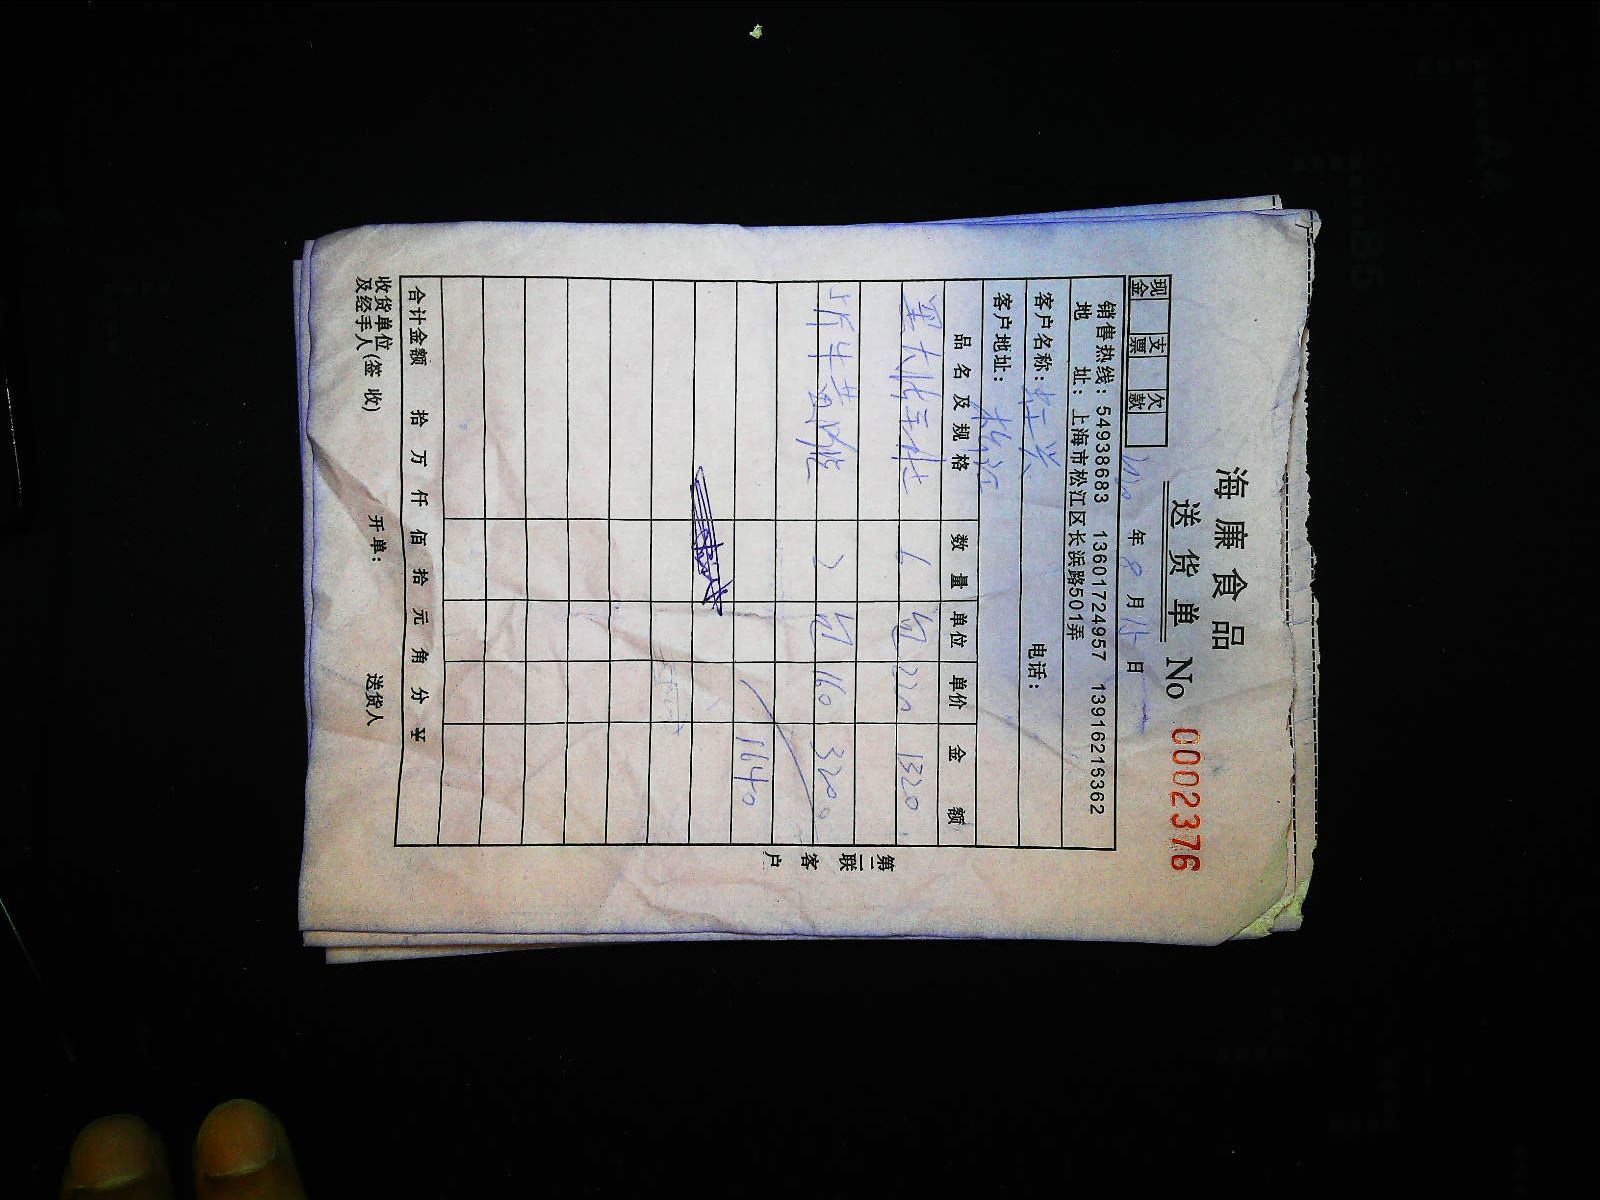 海廉食品
送货单 No 0002376
现金 支票 欠款 年 8 月 15 日
销售热线：54938683 13601724957 13916216362
地 址：上海市松江区长浜路501弄
客户名称： 电话：
客户地址：
品名及规格 数量 单位 单价 金额
6 包 220 1320
2 包 160 320
1640
合计金额 拾 万 仟 佰 拾 元 角 分 ¥
收货单位及经手人(签收) 开单： 送货人
第二联 客户